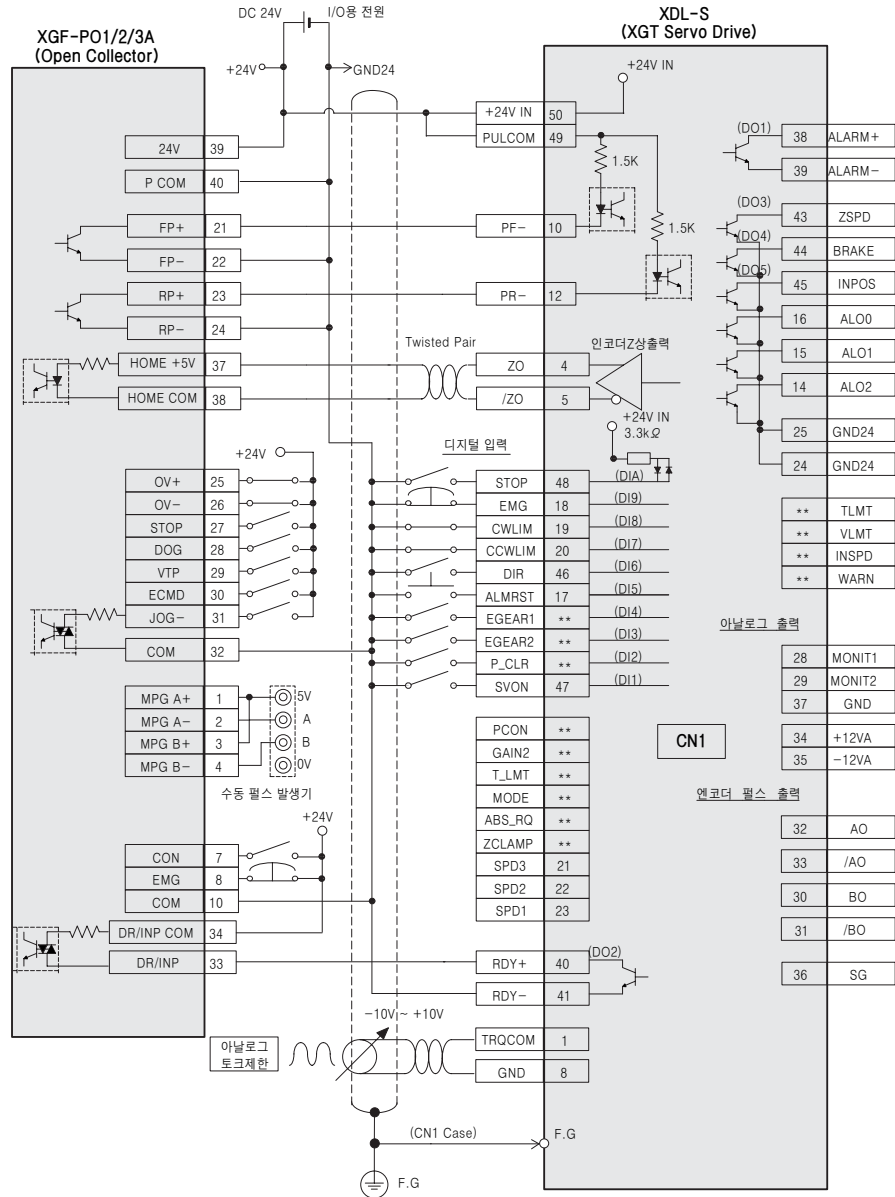 DC 24V
I/O용 전원
XGF-PO1/2/3A
(Open Collector)
XDL-S
(XGT Servo Drive)
+24V
GND24
+24V IN
24V 39
P COM 40
FP+ 21
FP- 22
RP+ 23
RP- 24
HOME +5V 37
HOME COM 38
+24V
OV+ 25
OV- 26
STOP 27
DOG 28
VTP 29
ECMD 30
JOG- 31
COM 32
MPG A+ 1
MPG A- 2
MPG B+ 3
MPG B- 4
5V
A
B
0V
수동 펄스 발생기
+24V
CON 7
EMG 8
COM 10
DR/INP COM 34
DR/INP 33
아날로그
토크제한
-10V ~ +10V
Twisted Pair
디지털 입력
(CN1 Case)
F.G
F.G
+24V IN 50
PULCOM 49
1.5K
1.5K
PF- 10
PR- 12
ZO 4
/ZO 5
인코더Z상출력
+24V IN
3.3kΩ
STOP 48 (DIA)
EMG 18 (DI9)
CWLIM 19 (DI8)
CCWLIM 20 (DI7)
DIR 46 (DI6)
ALMRST 17 (DI5)
EGEAR1 ** (DI4)
EGEAR2 ** (DI3)
P_CLR ** (DI2)
SVON 47 (DI1)
PCON **
GAIN2 **
T_LMT **
MODE **
ABS_RQ **
ZCLAMP **
SPD3 21
SPD2 22
SPD1 23
RDY+ 40 (DO2)
RDY- 41
TRQCOM 1
GND 8
CN1
(DO1) 38 ALARM+
39 ALARM-
(DO3) 43 ZSPD
(DO4) 44 BRAKE
(DO5) 45 INPOS
16 ALO0
15 ALO1
14 ALO2
25 GND24
24 GND24
** TLMT
** VLMT
** INSPD
** WARN
아날로그 출력
28 MONIT1
29 MONIT2
37 GND
34 +12VA
35 -12VA
엔코더 펄스 출력
32 AO
33 /AO
30 BO
31 /BO
36 SG